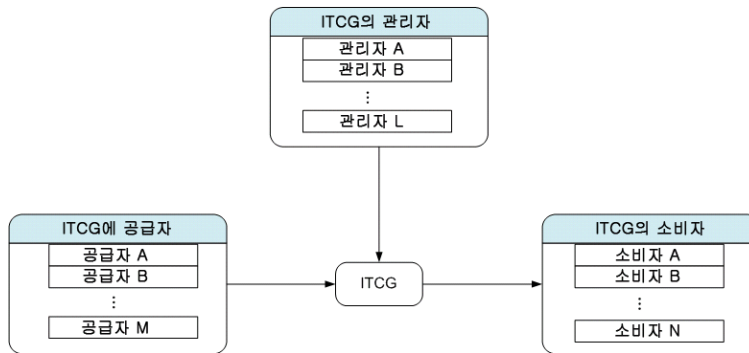 ITCG의 관리자
관리자 A
관리자 B
⋮
관리자 L
ITCG에 공급자
공급자 A
공급자 B
⋮
공급자 M
ITCG
ITCG의 소비자
소비자 A
소비자 B
⋮
소비자 N